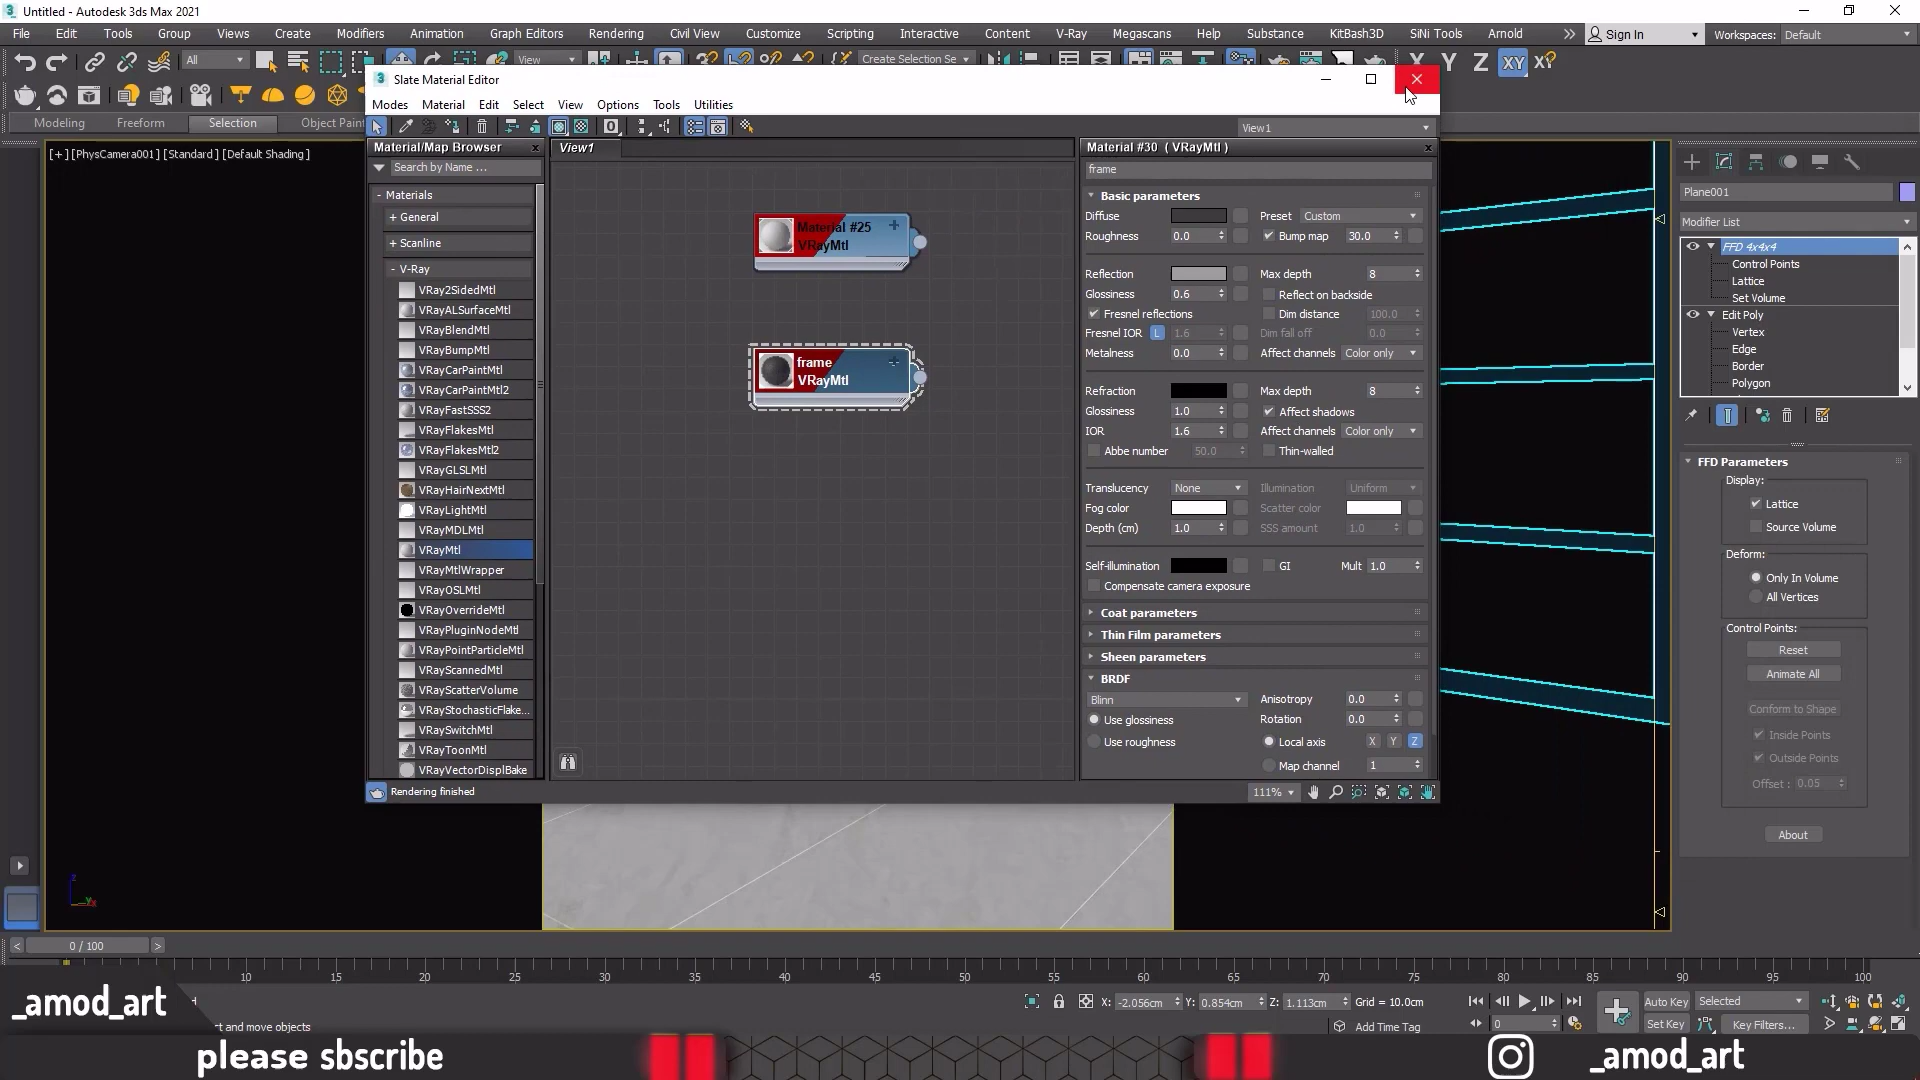 Untitled - Autodesk 3ds Max 2021
File Edit Tools Group Views Create Modifiers Animation Graph Editors Rendering Civil View Customize Scripting Interactive Content V-Ray Megascans Help Substance KitBash3D SiNi Tools Arnold Sign In Workspaces: Default
All View Create Selection Se X Y Z XY XY
Modeling Freeform Selection Object Pain
Slate Material Editor
Modes Material Edit Select View Options Tools Utilities
View1
Material/Map Browser
Search by Name ...
- Materials
+ General
+ Scanline
- V-Ray
VRay2SidedMtl
VRayALSurfaceMtl
VRayBlendMtl
VRayBumpMtl
VRayCarPaintMtl
VRayCarPaintMtl2
VRayFastSSS2
VRayFlakesMtl
VRayFlakesMtl2
VRayGLSLMtl
VRayHairNextMtl
VRayLightMtl
VRayMDLMtl
VRayMtl
VRayMtlWrapper
VRayOSLMtl
VRayOverrideMtl
VRayPluginNodeMtl
VRayPointParticleMtl
VRayScannedMtl
VRayScatterVolume
VRayStochasticFlake...
VRaySwitchMtl
VRayToonMtl
VRayVectorDisplBake
View1
Material #25
VRayMtl
frame
VRayMtl
Material #30 ( VRayMtl )
frame
Basic parameters
Diffuse Preset Custom
Roughness 0.0 Bump map 30.0
Reflection Max depth 8
Glossiness 0.6 Reflect on backside
Fresnel reflections Dim distance 100.0
Fresnel IOR L 1.6 Dim fall off 0.0
Metalness 0.0 Affect channels Color only
Refraction Max depth 8
Glossiness 1.0 Affect shadows
IOR 1.6 Affect channels Color only
Abbe number 50.0 Thin-walled
Translucency None Illumination Uniform
Fog color Scatter color
Depth (cm) 1.0 SSS amount 1.0
Self-illumination GI Mult 1.0
Compensate camera exposure
Coat parameters
Thin Film parameters
Sheen parameters
BRDF
Blinn Anisotropy 0.0
Use glossiness Rotation 0.0
Use roughness Local axis X Y Z
Map channel 1
Rendering finished
111%
[+] [PhysCamera001] [Standard] [Default Shading]
Plane001
Modifier List
FFD 4x4x4
Control Points
Lattice
Set Volume
Edit Poly
Vertex
Edge
Border
Polygon
FFD Parameters
Display:
Lattice
Source Volume
Deform:
Only In Volume
All Vertices
Control Points:
Reset
Animate All
Conform to Shape
Inside Points
Outside Points
Offset : 0.05
About
0 / 100
10 15 20 25 30 35 40 45 50 55 60 65 70 75 80 85 90 95 100
X: -2.056cm Y: 0.854cm Z: 1.113cm Grid = 10.0cm
Add Time Tag
0
Auto Key Selected
Set Key Key Filters...
ct and move objects
_amod_art
please sbscribe
_amod_art